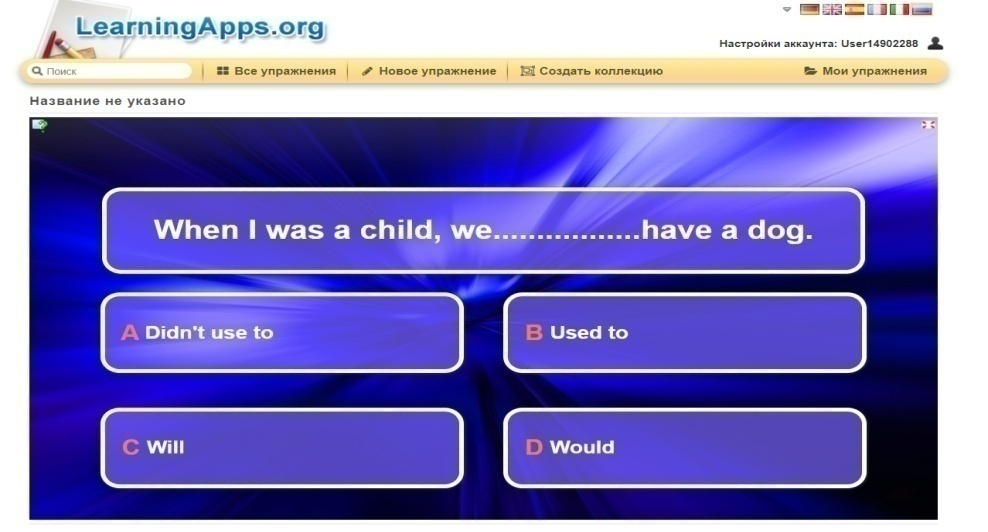 LearningApps.org
Настройки аккаунта: User14902288
Поиск
Все упражнения
Новое упражнение
Создать коллекцию
Мои упражнения
Название не указано
When I was a child, we.................have a dog.
A Didn't use to
B Used to
C Will
D Would